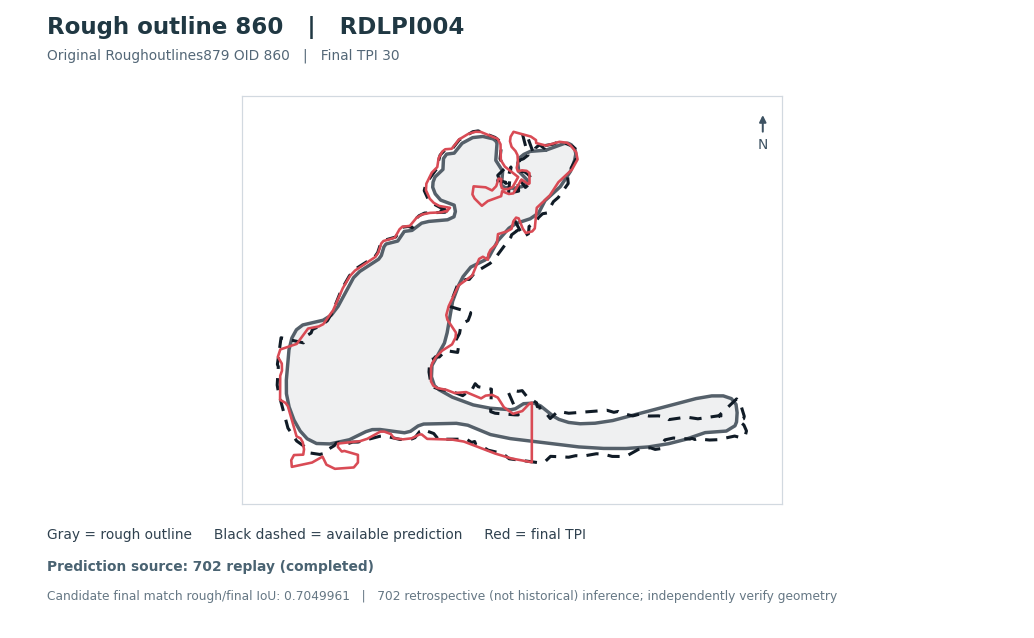 Rough outline 860   |   RDLPI004
Original Roughoutlines879 OID 860   |   Final TPI 30
N
Gray = rough outline     Black dashed = available prediction     Red = final TPI
Prediction source: 702 replay (completed)
Candidate final match rough/final IoU: 0.7049961   |   702 retrospective (not historical) inference; independently verify geometry